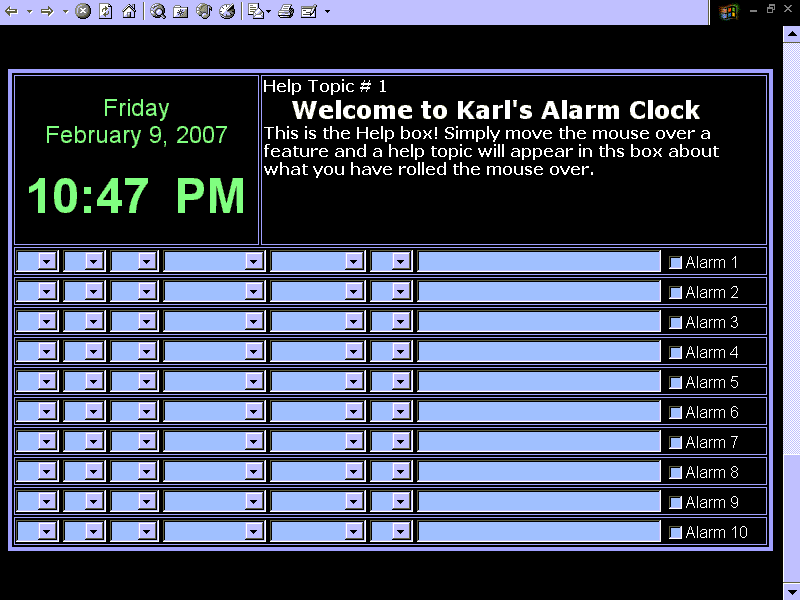 Friday
February 9, 2007
10:47 PM
Help Topic # 1
Welcome to Karl's Alarm Clock
This is the Help box! Simply move the mouse over a
feature and a help topic will appear in ths box about
what you have rolled the mouse over.
Alarm 1
Alarm 2
Alarm 3
Alarm 4
Alarm 5
Alarm 6
Alarm 7
Alarm 8
Alarm 9
Alarm 10